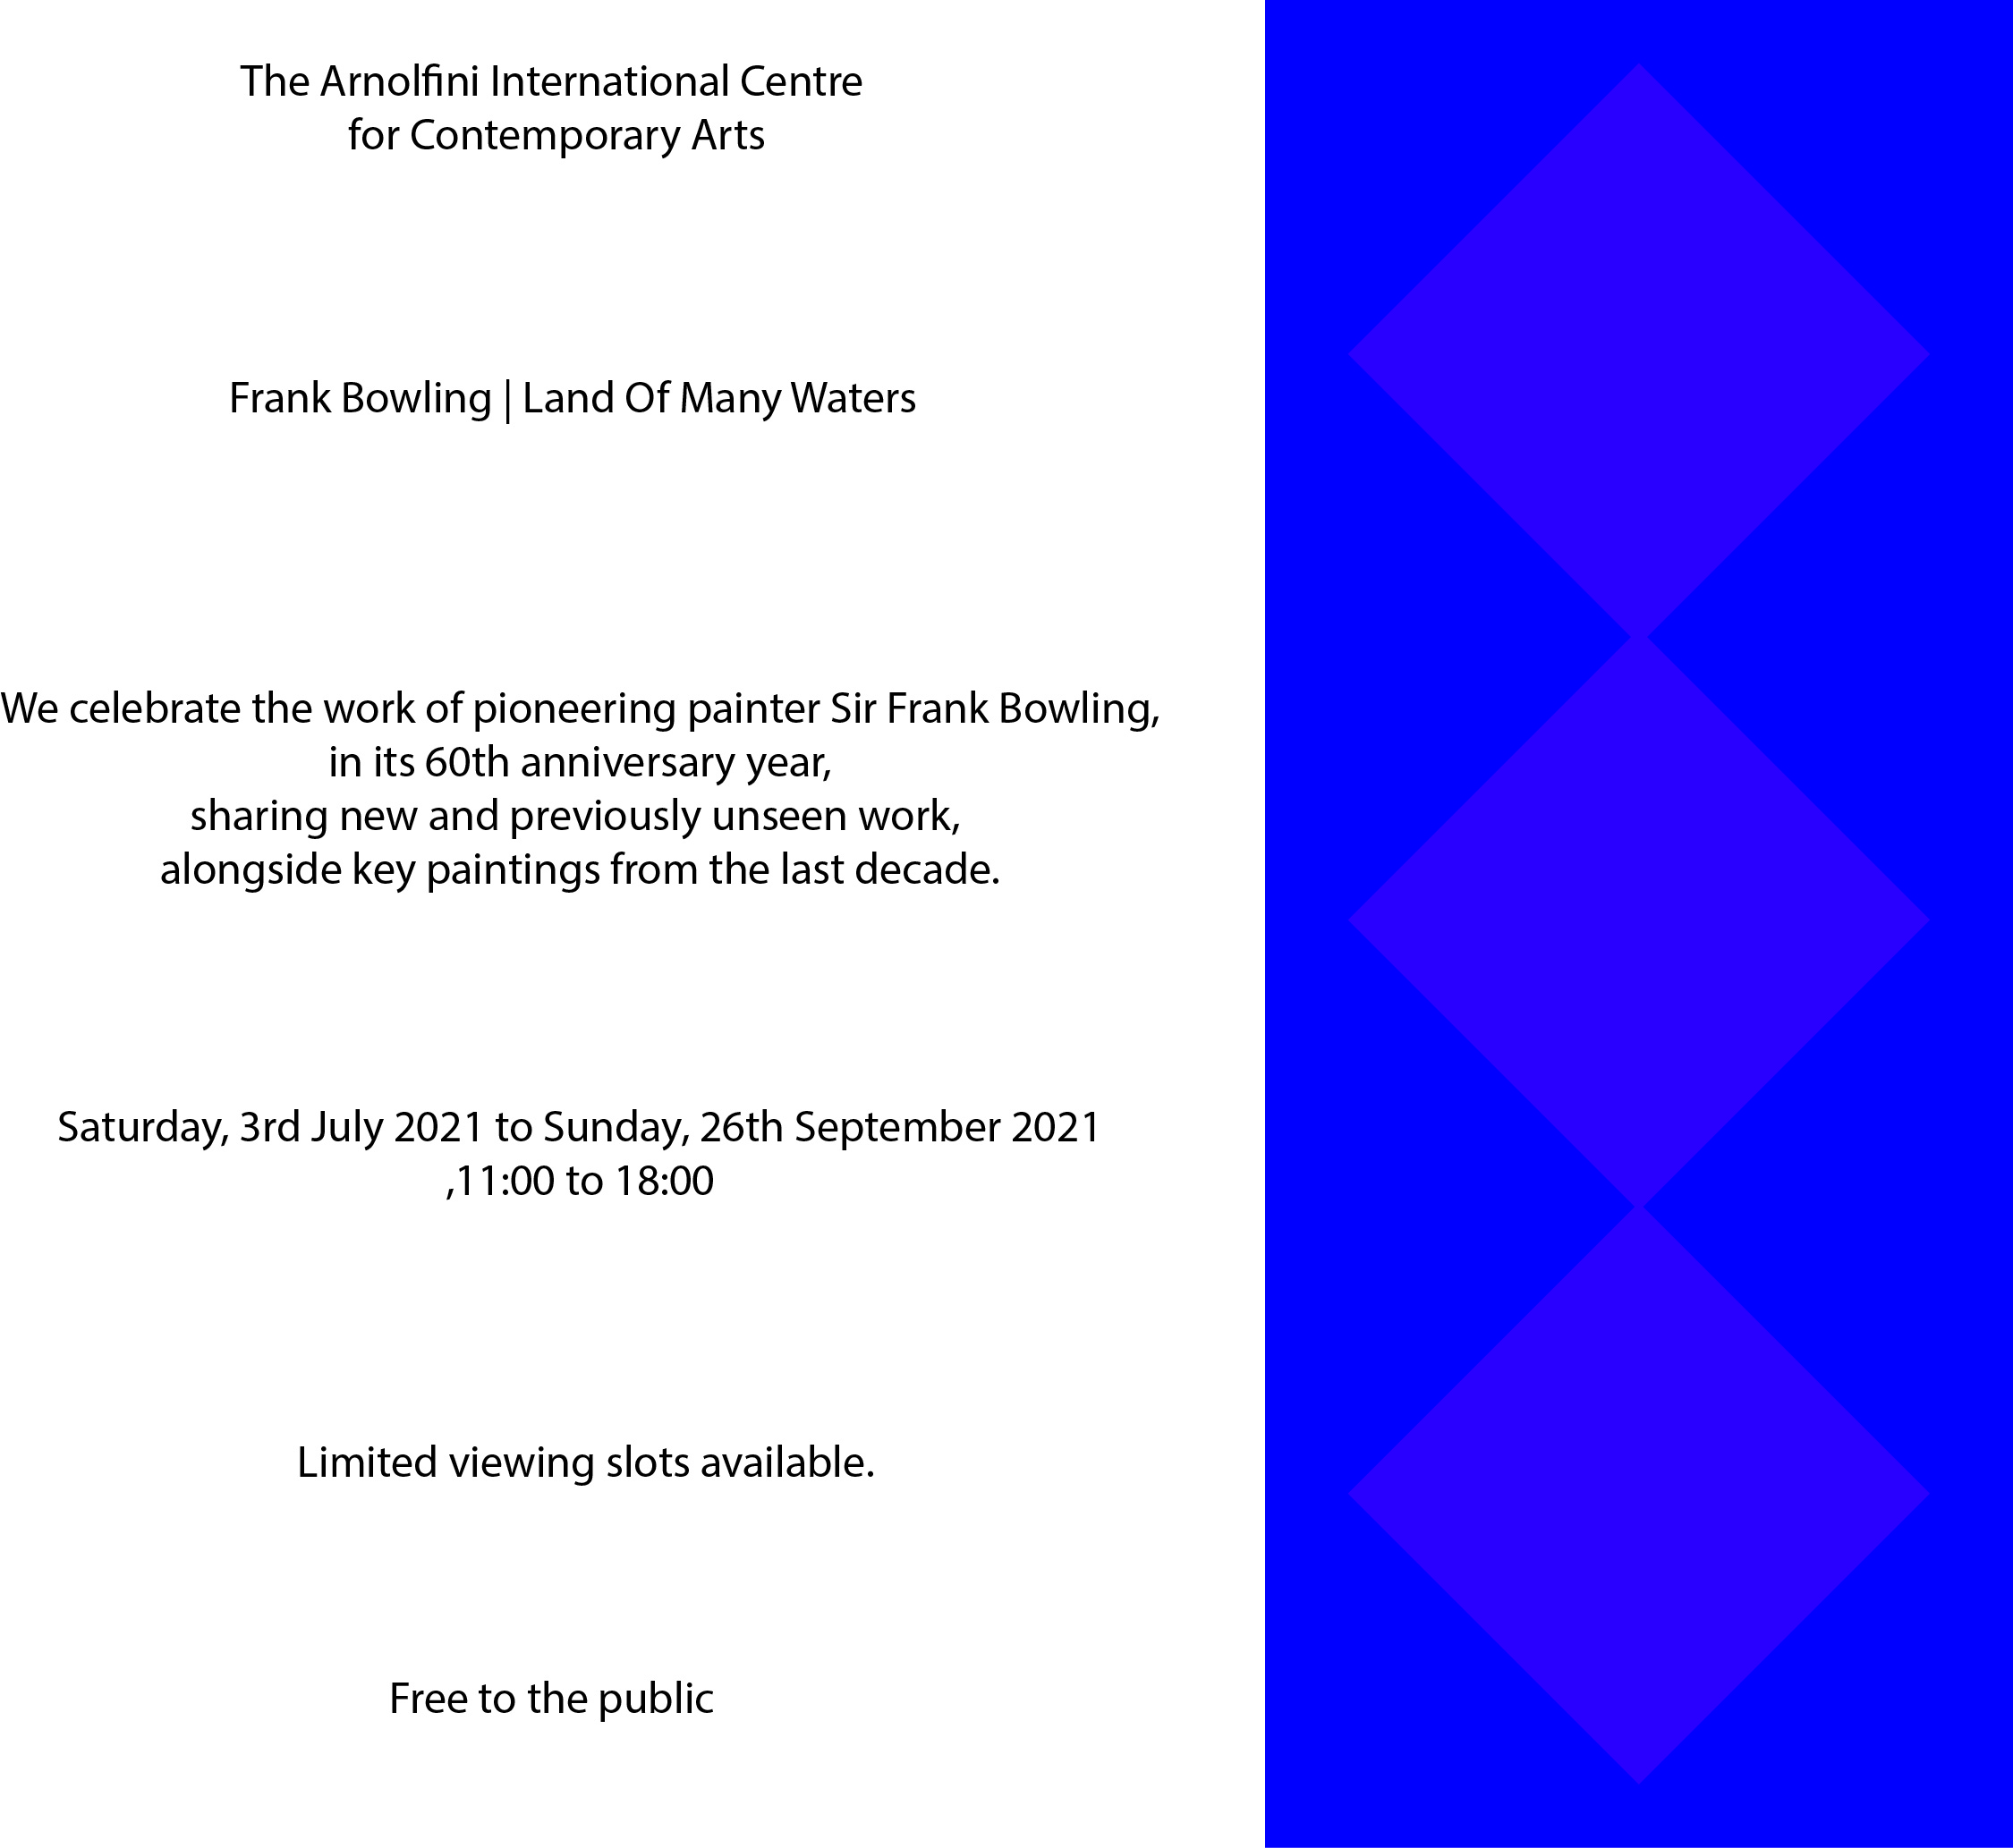 The Arnolfini International Centre
for Contemporary Arts
Frank Bowling | Land Of Many Waters
We celebrate the work of pioneering painter Sir Frank Bowling,
in its 60th anniversary year,
sharing new and previously unseen work,
alongside key paintings from the last decade.
Saturday, 3rd July 2021 to Sunday, 26th September 2021
,11:00 to 18:00
Limited viewing slots available.
Free to the public